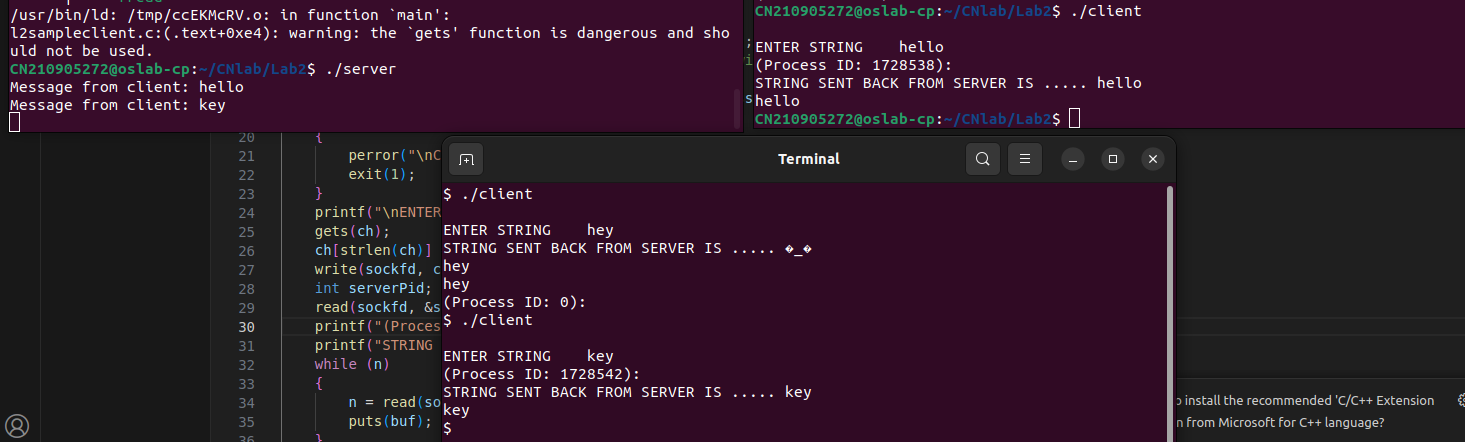 /usr/bin/ld: /tmp/ccEKMcRV.o: in function `main':
l2sampleclient.c:(.text+0xe4): warning: the `gets' function is dangerous and sho
uld not be used.
CN210905272@oslab-cp:~/CNlab/Lab2$ ./server
Message from client: hello
Message from client: key
CN210905272@oslab-cp:~/CNlab/Lab2$ ./client
ENTER STRING    hello
(Process ID: 1728538):
STRING SENT BACK FROM SERVER IS ..... hello
hello
CN210905272@oslab-cp:~/CNlab/Lab2$
20 {
21 perror("\nC
22 exit(1);
23 }
24 printf("\nENTER
25 gets(ch);
26 ch[strlen(ch)]
27 write(sockfd, c
28 int serverPid;
29 read(sockfd, &s
30 printf("(Proces
31 printf("STRING
32 while (n)
33 {
34 n = read(so
35 puts(buf);
36 }
Terminal
$ ./client
ENTER STRING    hey
STRING SENT BACK FROM SERVER IS ..... �_�
hey
hey
(Process ID: 0):
$ ./client
ENTER STRING    key
(Process ID: 1728542):
STRING SENT BACK FROM SERVER IS ..... key
key
$
o install the recommended 'C/C++ Extension
n from Microsoft for C++ language?